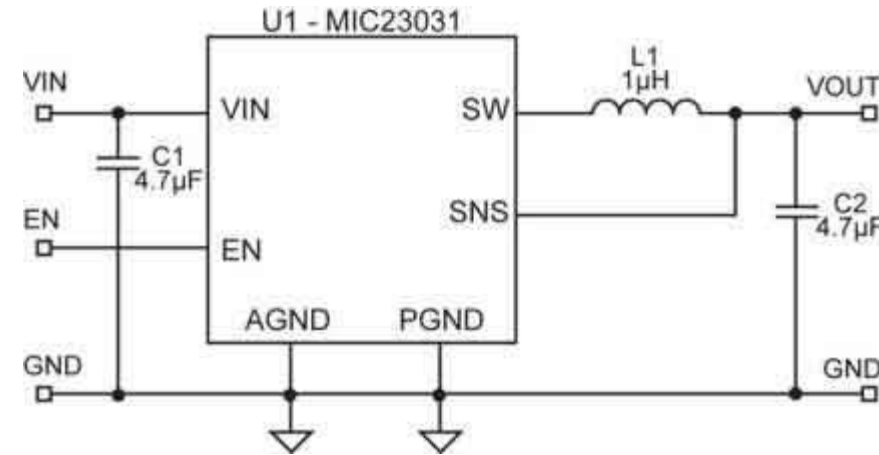 U1 - MIC23031
L1
1µH
VIN
VIN
SW
VOUT
C1
4.7µF
SNS
C2
4.7µF
EN
EN
AGND
PGND
GND
GND